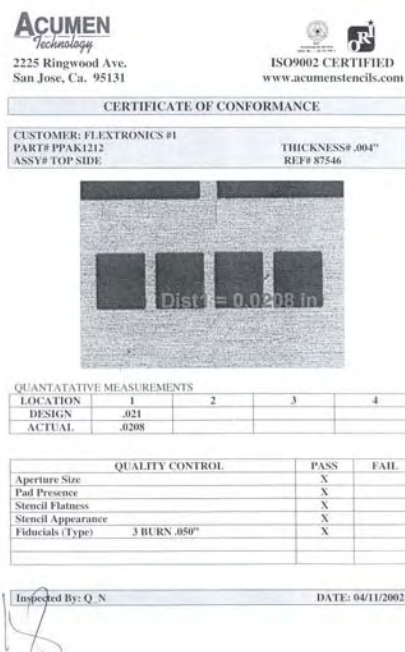 ACUMEN
Technology
2225 Ringwood Ave.
San Jose, Ca. 95131
ISO9002 CERTIFIED
www.acumenstencils.com
CERTIFICATE OF CONFORMANCE
CUSTOMER: FLEXTRONICS #1
PART# PPAK1212 THICKNESS# .004"
ASSY# TOP SIDE REF# 87546
Dist1 = 0.0208 in
QUANTATATIVE MEASUREMENTS
LOCATION 1 2 3 4
DESIGN .021
ACTUAL .0208
QUALITY CONTROL PASS FAIL
Aperture Size X
Pad Presence X
Stencil Flatness X
Stencil Appearance X
Fiducials (Type) 3 BURN .050" X
Inspected By: Q_N DATE: 04/11/2002